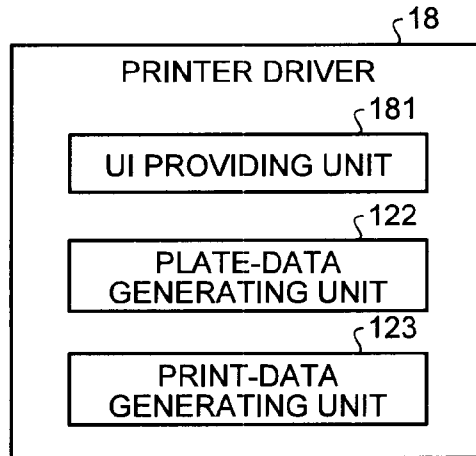 18
PRINTER DRIVER
181
UI PROVIDING UNIT
122
PLATE-DATA
GENERATING UNIT
123
PRINT-DATA
GENERATING UNIT